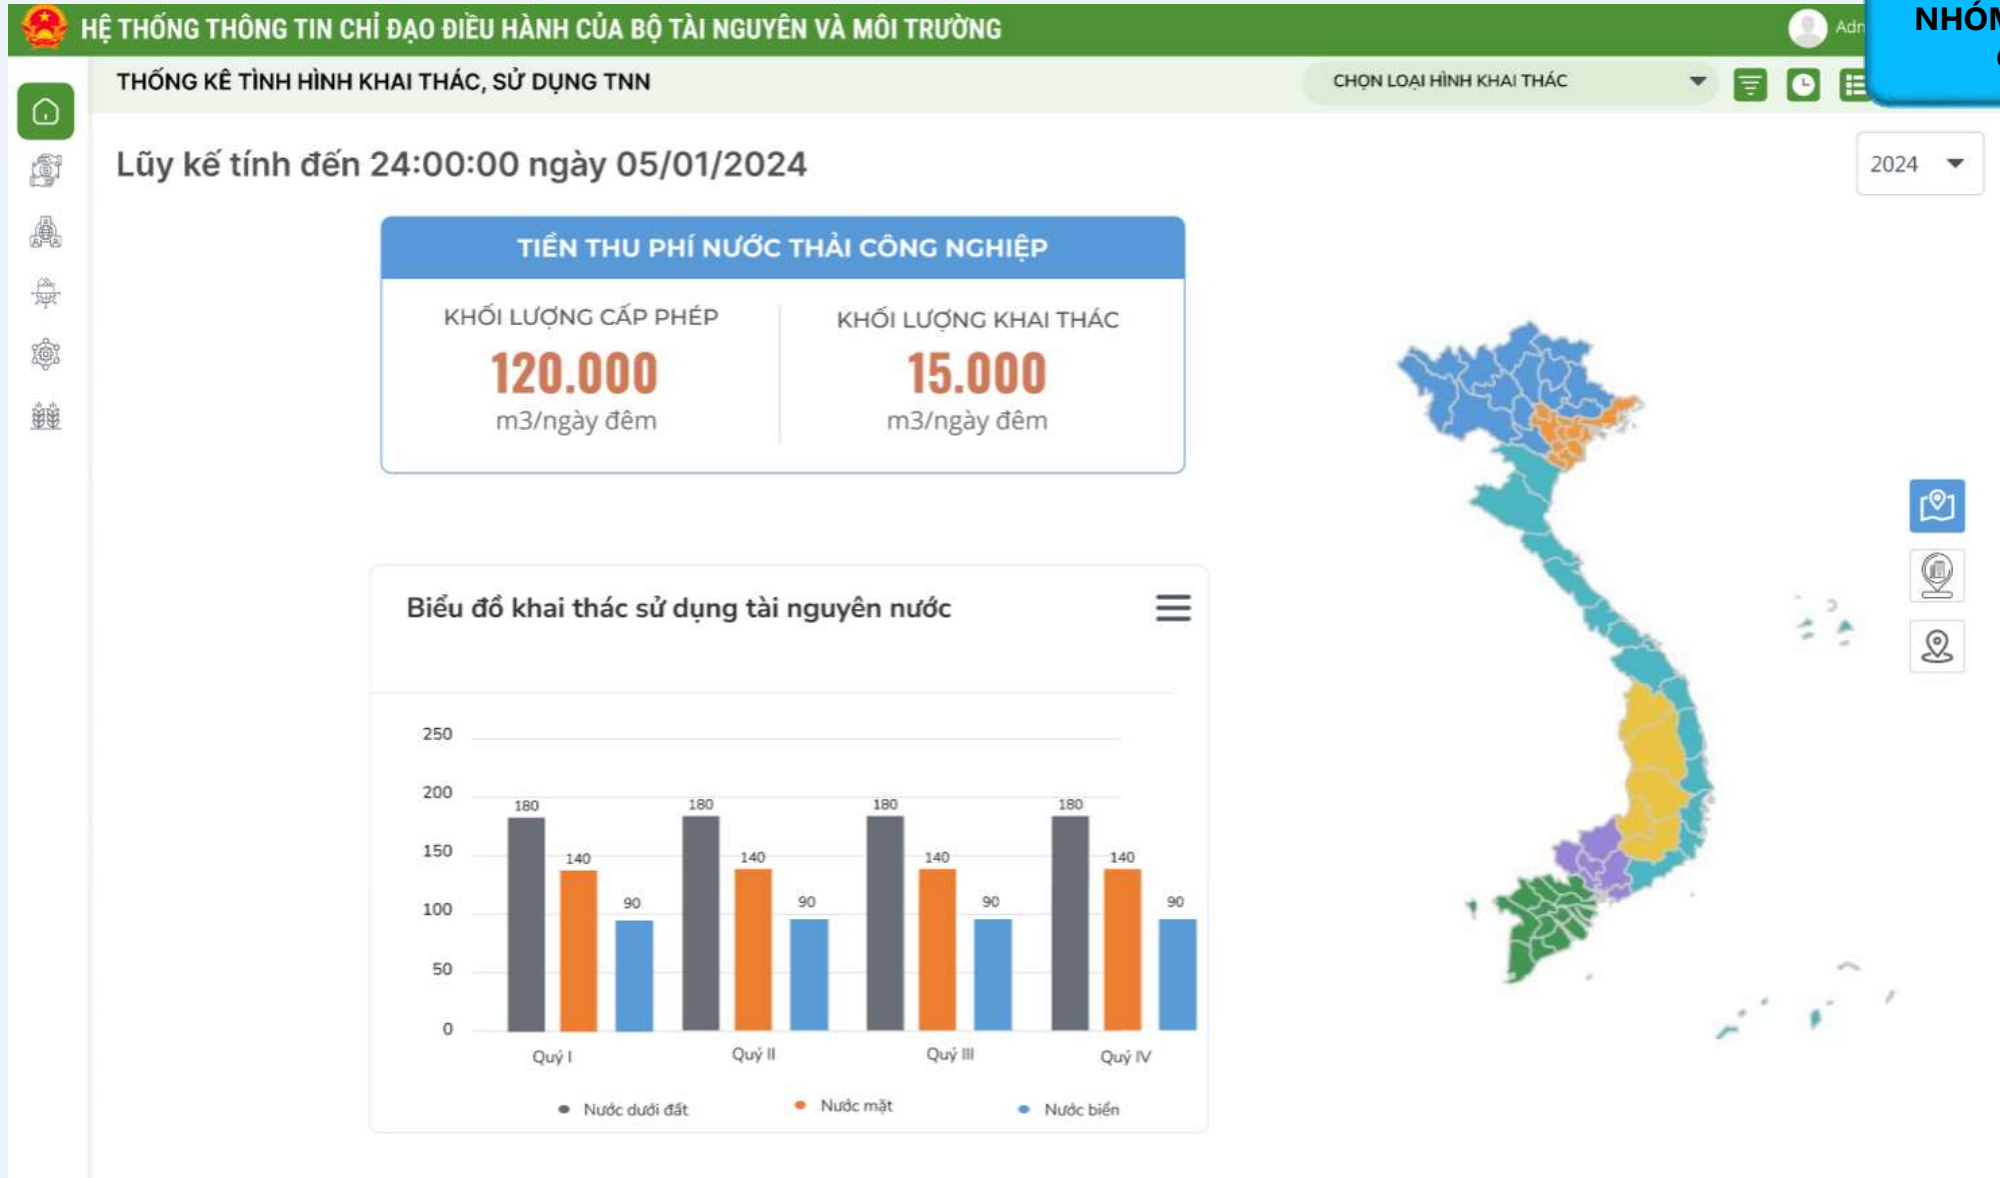 HỆ THỐNG THÔNG TIN CHỈ ĐẠO ĐIỀU HÀNH CỦA BỘ TÀI NGUYÊN VÀ MÔI TRƯỜNG
THỐNG KÊ TÌNH HÌNH KHAI THÁC, SỬ DỤNG TNN
CHỌN LOẠI HÌNH KHAI THÁC
Lũy kế tính đến 24:00:00 ngày 05/01/2024
2024
TIỀN THU PHÍ NƯỚC THẢI CÔNG NGHIỆP
KHỐI LƯỢNG CẤP PHÉP
120.000
m3/ngày đêm
KHỐI LƯỢNG KHAI THÁC
15.000
m3/ngày đêm
Biểu đồ khai thác sử dụng tài nguyên nước
250
200
150
100
50
0
180
140
90
180
140
90
180
140
90
180
140
90
Quý I
Quý II
Quý III
Quý IV
Nước dưới đất
Nước mặt
Nước biển